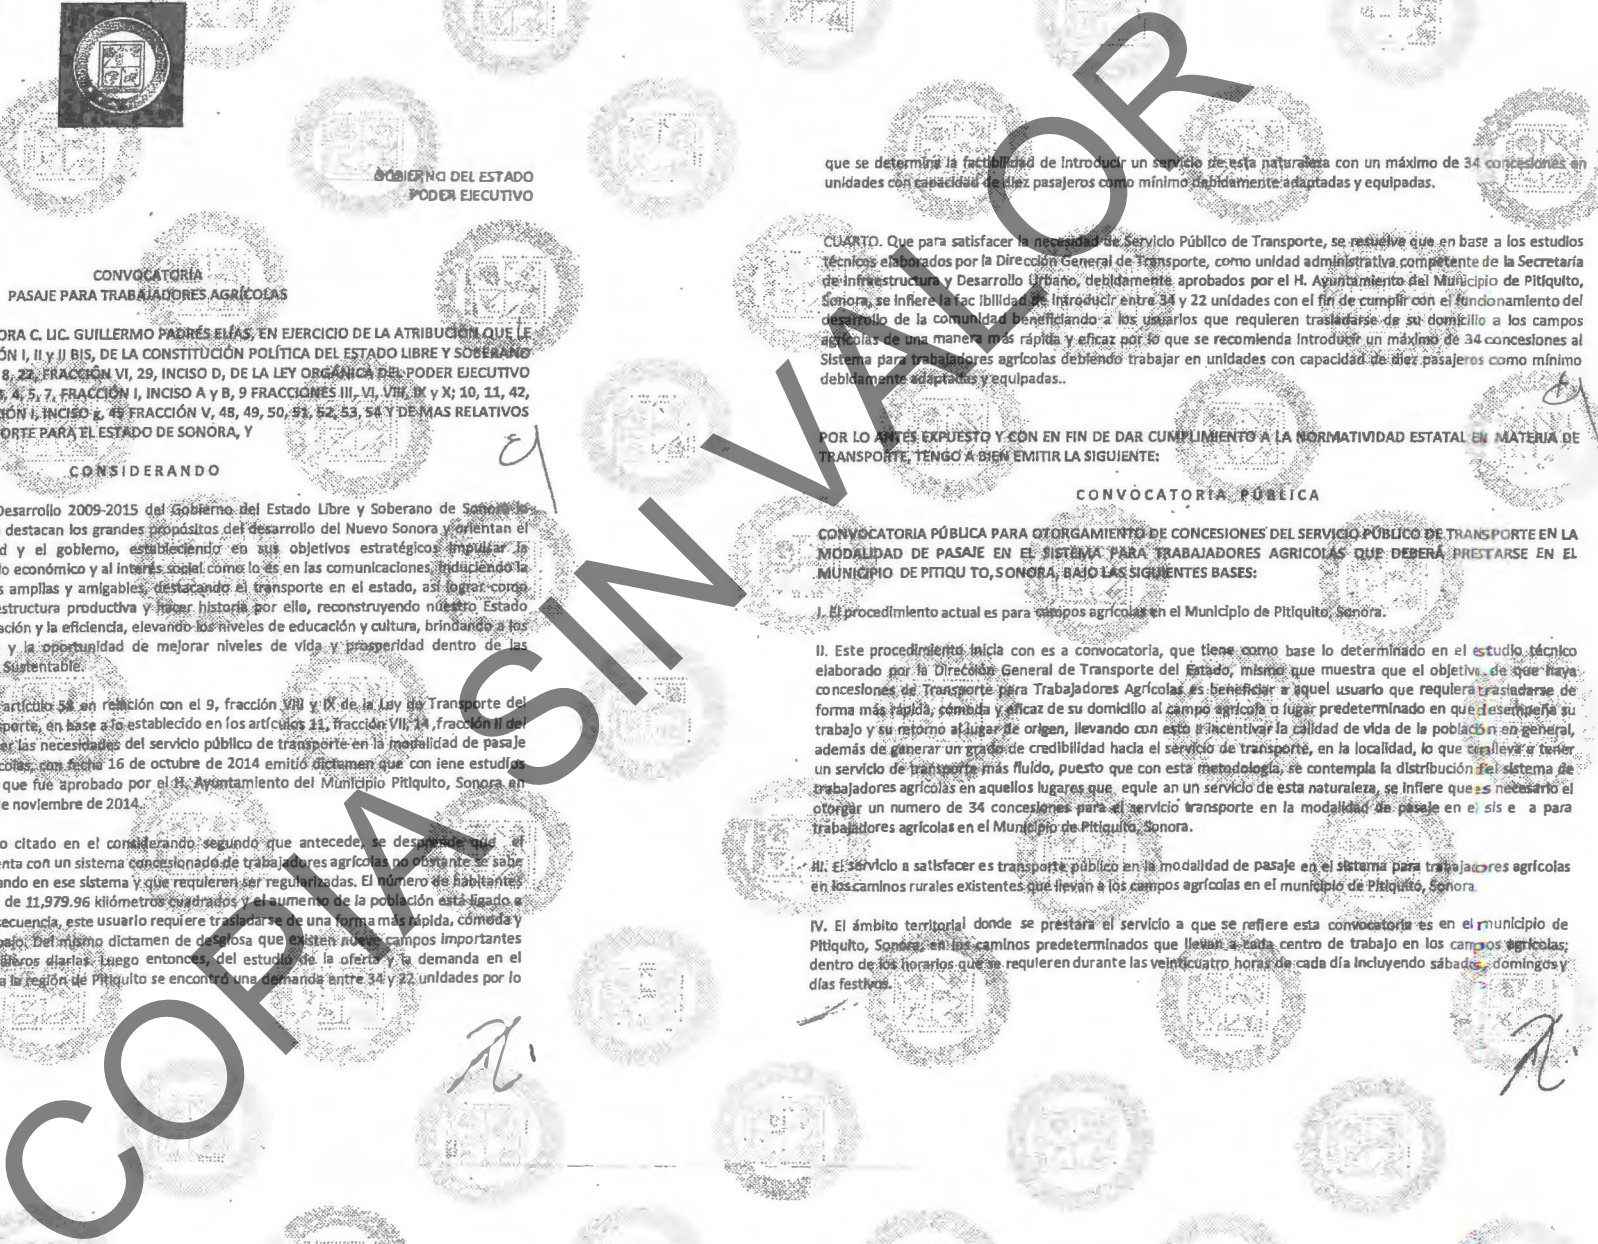 GOBIERNO DEL ESTADO
PODER EJECUTIVO
CONVOCATORIA
PASAJE PARA TRABAJADORES AGRÍCOLAS
ORA C. LIC. GUILLERMO PADRÉS ELÍAS, EN EJERCICIO DE LA ATRIBUCIÓN QUE LE
ÓN I, II y II BIS, DE LA CONSTITUCIÓN POLÍTICA DEL ESTADO LIBRE Y SOBERANO
8, 22, FRACCIÓN VI, 29, INCISO D, DE LA LEY ORGÁNICA DEL PODER EJECUTIVO
4, 5, 7, FRACCIÓN I, INCISO A y B, 9 FRACCIONES III, VI, VIII, IX y X; 10, 11, 42,
IÓN I, INCISO g, 45 FRACCIÓN V, 48, 49, 50, 51, 52, 53, 54 Y DE MAS RELATIVOS
ORTE PARA EL ESTADO DE SONORA, Y
C O N S I D E R A N D O
Desarrollo 2009-2015 del Gobierno del Estado Libre y Soberano de Sonora lo
destacan los grandes propósitos del desarrollo del Nuevo Sonora y orientan el
d y el gobierno, estableciendo en sus objetivos estratégicos impulsar la
lo económico y al interés social como lo es en las comunicaciones, induciendo la
s amplias y amigables, destacando el transporte en el estado, así lograr como
estructura productiva y hacer historia por ello, reconstruyendo nuestro Estado
ación y la eficiencia, elevando los niveles de educación y cultura, brindando a los
y la oportunidad de mejorar niveles de vida y prosperidad dentro de las
Sustentable.
artículo 58 en relación con el 9, fracción VIII y IX de la Ley de Transporte del
sporte, en base a lo establecido en los artículos 11, fracción VII, 14 ,fracción II del
er las necesidades del servicio público de transporte en la modalidad de pasaje
colas, con fecha 16 de octubre de 2014 emitió dictamen que con iene estudios
que fue aprobado por el H. Ayuntamiento del Municipio Pitiquito, Sonora en
e noviembre de 2014.
o citado en el considerando segundo que antecede, se desprende que el
enta con un sistema concesionado de trabajadores agrícolas no obstante se sabe
ando en ese sistema y que requieren ser regularizadas. El número de habitantes
de 11,979.96 kilómetros cuadrados y el aumento de la población está ligado a
secuencia, este usuario requiere trasladarse de una forma más rápida, cómoda y
bajo. Del mismo dictamen de desglosa que existen nueve campos importantes
ajeros diarias. Luego entonces, del estudio de la oferta y la demanda en el
a la región de Pitiquito se encontró una demanda entre 34 y 22 unidades por lo
que se determina la factibilidad de introducir un servicio de esta naturaleza con un máximo de 34 concesiones en
unidades con capacidad de diez pasajeros como mínimo debidamente adaptadas y equipadas.
CUARTO. Que para satisfacer la necesidad de Servicio Público de Transporte, se resuelve que en base a los estudios
técnicos elaborados por la Dirección General de Transporte, como unidad administrativa competente de la Secretaría
de Infraestructura y Desarrollo Urbano, debidamente aprobados por el H. Ayuntamiento del Municipio de Pitiquito,
Sonora, se infiere la fac ibilidad de introducir entre 34 y 22 unidades con el fin de cumplir con el funcionamiento del
desarrollo de la comunidad beneficiando a los usuarios que requieren trasladarse de su domicilio a los campos
agrícolas de una manera más rápida y eficaz por lo que se recomienda introducir un máximo de 34 concesiones al
Sistema para trabajadores agrícolas debiendo trabajar en unidades con capacidad de diez pasajeros como mínimo
debidamente adaptadas y equipadas..
POR LO ANTES EXPUESTO Y CON EN FIN DE DAR CUMPLIMIENTO A LA NORMATIVIDAD ESTATAL EN MATERIA DE
TRANSPORTE, TENGO A BIEN EMITIR LA SIGUIENTE:
C O N V O C A T O R I A P Ú B L I C A
CONVOCATORIA PÚBLICA PARA OTORGAMIENTO DE CONCESIONES DEL SERVICIO PÚBLICO DE TRANSPORTE EN LA
MODALIDAD DE PASAJE EN EL SISTEMA PARA TRABAJADORES AGRICOLAS QUE DEBERÁ PRESTARSE EN EL
MUNICIPIO DE PITIQU TO, SONORA, BAJO LAS SIGUIENTES BASES:
I. El procedimiento actual es para campos agrícolas en el Municipio de Pitiquito, Sonora.
II. Este procedimiento inicia con es a convocatoria, que tiene como base lo determinado en el estudio técnico
elaborado por la Dirección General de Transporte del Estado, mismo que muestra que el objetivo de que haya
concesiones de Transporte para Trabajadores Agrícolas es beneficiar a aquel usuario que requiera trasladarse de
forma más rápida, cómoda y eficaz de su domicilio al campo agrícola o lugar predeterminado en que desempeña su
trabajo y su retorno al lugar de origen, llevando con esto a incentivar la calidad de vida de la población en general,
además de generar un grado de credibilidad hacia el servicio de transporte, en la localidad, lo que conlleva a tener
un servicio de transporte más fluído, puesto que con esta metodología, se contempla la distribución del sistema de
trabajadores agrícolas en aquellos lugares que equie an un servicio de esta naturaleza, se infiere que es necesario el
otorgar un numero de 34 concesiones para el servicio transporte en la modalidad de pasaje en el sis e a para
trabajadores agrícolas en el Municipio de Pitiquito, Sonora.
III. El servicio a satisfacer es transporte público en la modalidad de pasaje en el sistama para trabajadores agrícolas
en los caminos rurales existentes que llevan a los campos agrícolas en el municipio de Pitiquito, Sonora
IV. El ámbito territorial donde se prestara el servicio a que se refiere esta convocatoria es en el municipio de
Pitiquito, Sonora, en los caminos predeterminados que llevan a cada centro de trabajo en los campos agrícolas;
dentro de los horarios que se requieren durante las veinticuatro horas de cada día incluyendo sábados, domingos y
días festivos.
COPIA SIN VALOR